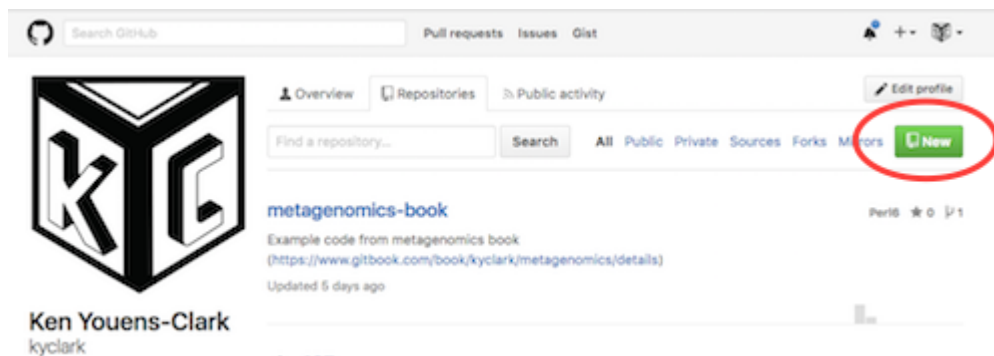 Search GitHub Pull requests Issues Gist
Overview Repositories Public activity Edit profile
Find a repository... Search All Public Private Sources Forks Mirrors New
metagenomics-book Perl6 0 1
Example code from metagenomics book
(https://www.gitbook.com/book/kyclark/metagenomics/details)
Updated 5 days ago
KYC
Ken Youens-Clark
kyclark